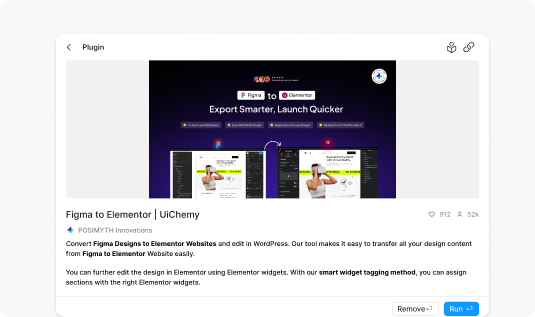 Plugin
Figma to Elementor
Export Smarter, Launch Quicker
Figma to Elementor | UiChemy
912 52k
POSIMYTH Innovations
Convert Figma Designs to Elementor Websites and edit in WordPress. Our tool makes it easy to transfer all your design content
from Figma to Elementor Website easily.
You can further edit the design in Elementor using Elementor widgets. With our smart widget tagging method, you can assign
sections with the right Elementor widgets.
Remove⏎ Run ⏎